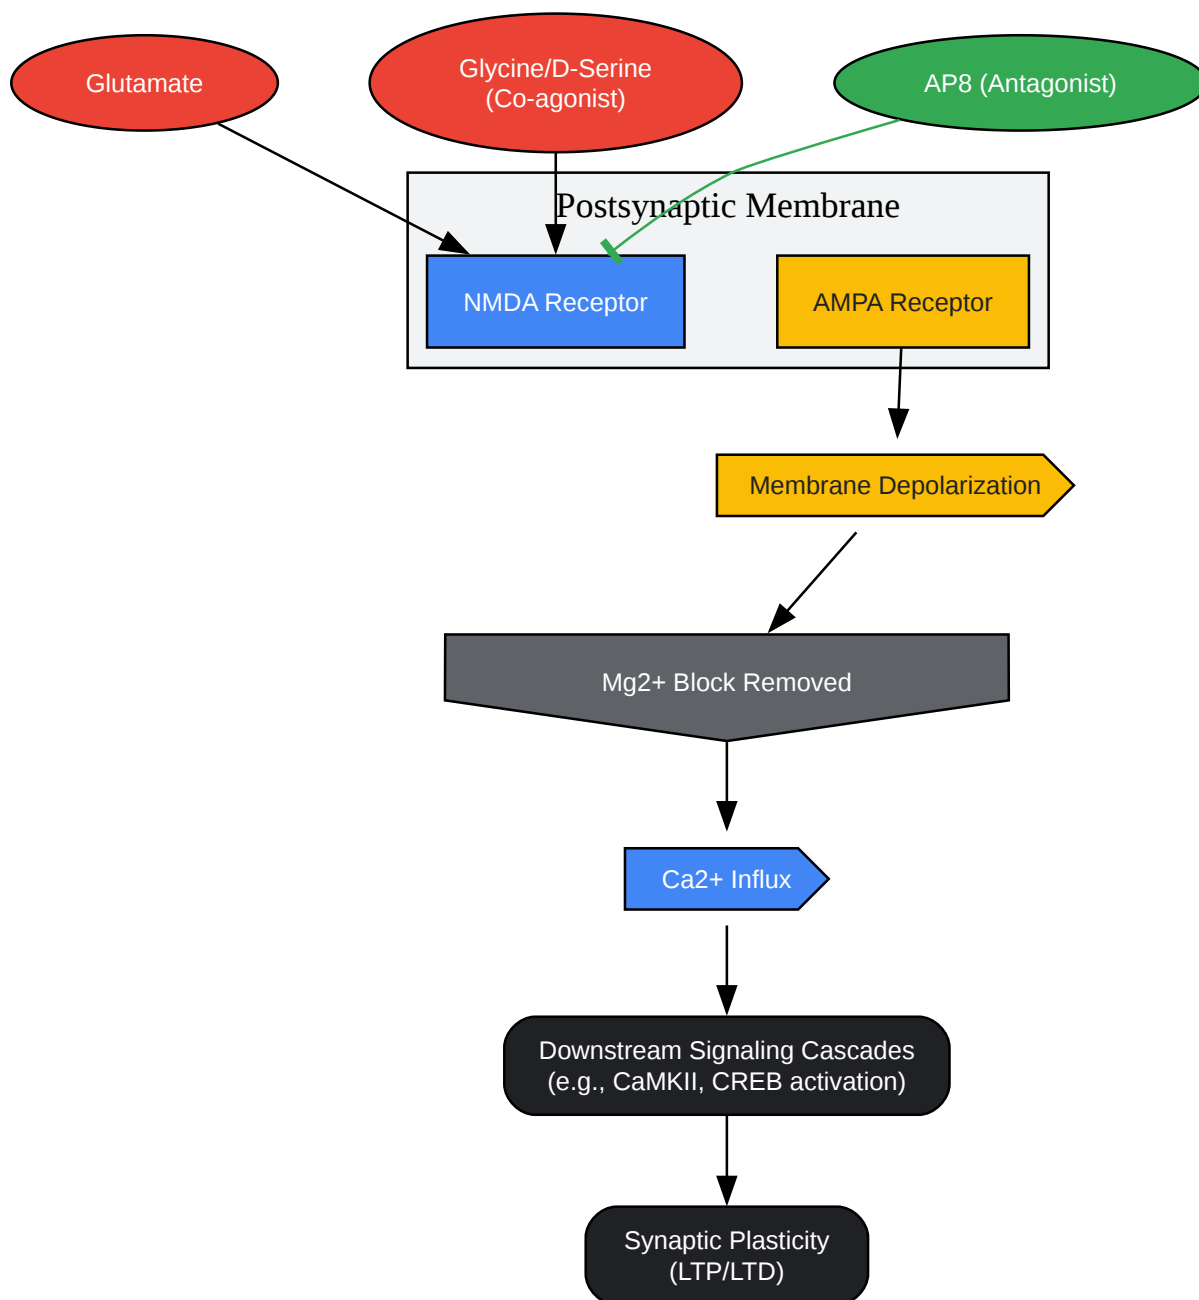 Glutamate
Glycine/D-Serine
(Co-agonist)
AP8 (Antagonist)
Postsynaptic Membrane
NMDA Receptor
AMPA Receptor
Membrane Depolarization
Mg2+ Block Removed
Ca2+ Influx
Downstream Signaling Cascades
(e.g., CaMKII, CREB activation)
Synaptic Plasticity
(LTP/LTD)